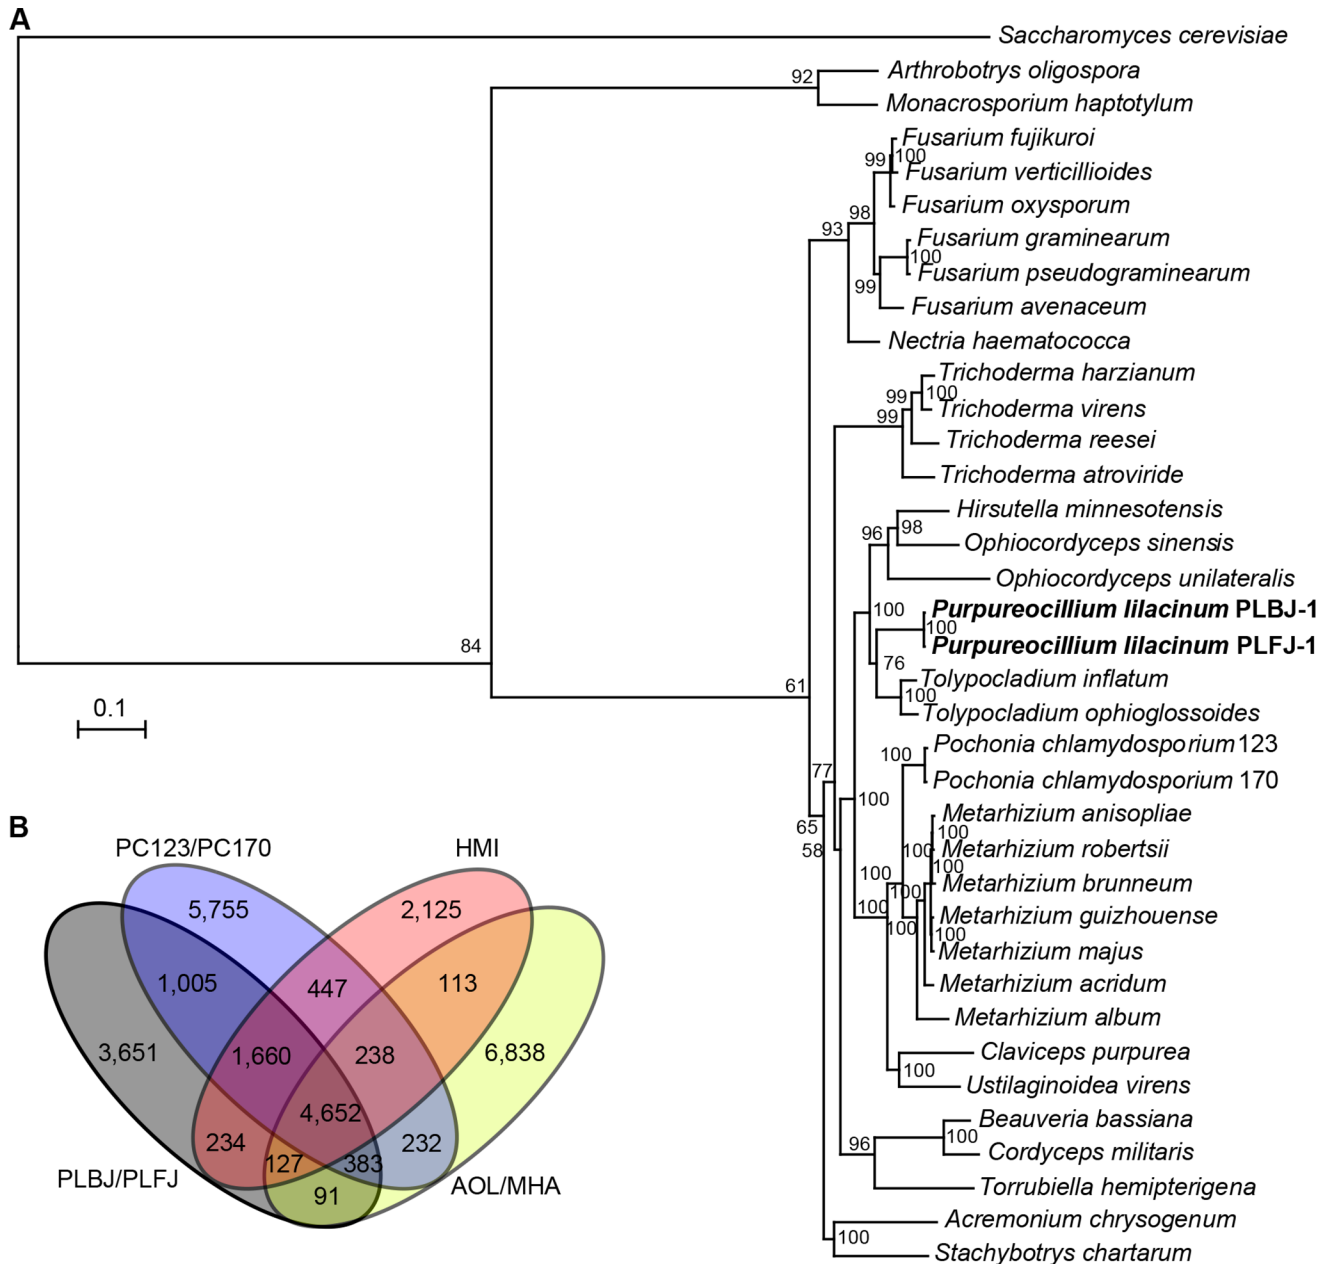 A
Saccharomyces cerevisiae
92
Arthrobotrys oligospora
Monacrosporium haptotylum
Fusarium fujikuroi
99
100
Fusarium verticillioides
Fusarium oxysporum
98
93
Fusarium graminearum
100
Fusarium pseudograminearum
99
Fusarium avenaceum
Nectria haematococca
Trichoderma harzianum
100
99
Trichoderma virens
99
Trichoderma reesei
Trichoderma atroviride
Hirsutella minnesotensis
96
98
Ophiocordyceps sinensis
Ophiocordyceps unilateralis
100
Purpureocillium lilacinum PLBJ-1
100
Purpureocillium lilacinum PLFJ-1
84
76
Tolypocladium inflatum
61
100
Tolypocladium ophioglossoides
0.1
Pochonia chlamydosporium 123
100
77
Pochonia chlamydosporium 170
100
Metarhizium anisopliae
65
100
58
100
Metarhizium robertsii
100
100
Metarhizium brunneum
100
100
Metarhizium guizhouense
100
100
Metarhizium majus
Metarhizium acridum
Metarhizium album
Claviceps purpurea
100
Ustilaginoidea virens
Beauveria bassiana
100
96
Cordyceps militaris
Torrubiella hemipterigena
Acremonium chrysogenum
100
Stachybotrys chartarum
B
PC123/PC170
HMI
5,755
2,125
1,005
447
113
3,651
1,660
238
6,838
4,652
234
232
127
383
PLBJ/PLFJ
91
AOL/MHA